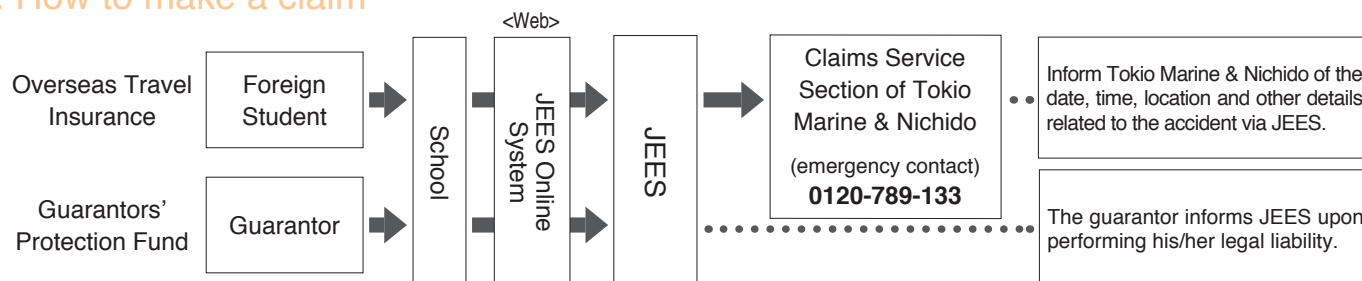 . How to make a claim
<Web>
Overseas Travel
Insurance
Foreign
Student
School
JEES Online
System
JEES
Claims Service
Section of Tokio
Marine & Nichido
(emergency contact)
0120-789-133
Inform Tokio Marine & Nichido of the
date, time, location and other details
related to the accident via JEES.
Guarantors’
Protection Fund
Guarantor
The guarantor informs JEES upon
performing his/her legal liability.